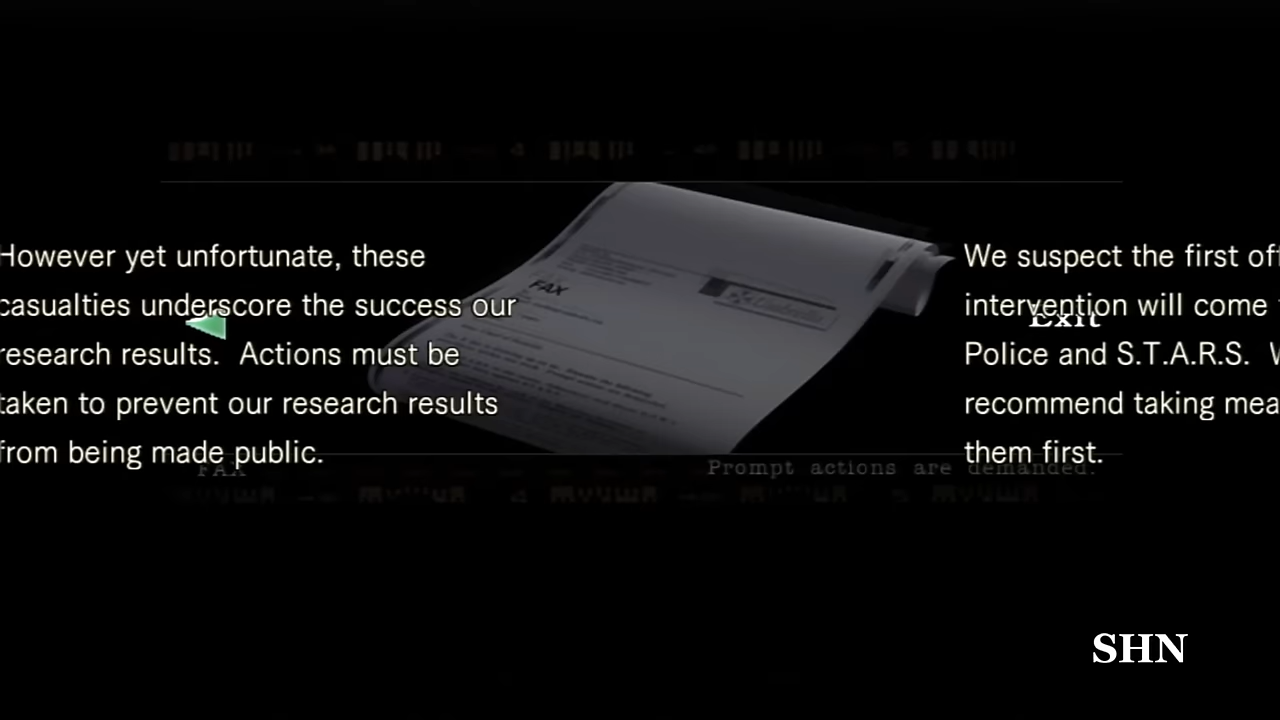 However yet unfortunate, these
casualties underscore the success our
research results. Actions must be
taken to prevent our research results
from being made public.
We suspect the first
intervention will come
Police and S.T.A.R.S.
recommend taking
them first.
Exit
FAX
FAX
Prompt actions are demanded.
SHN